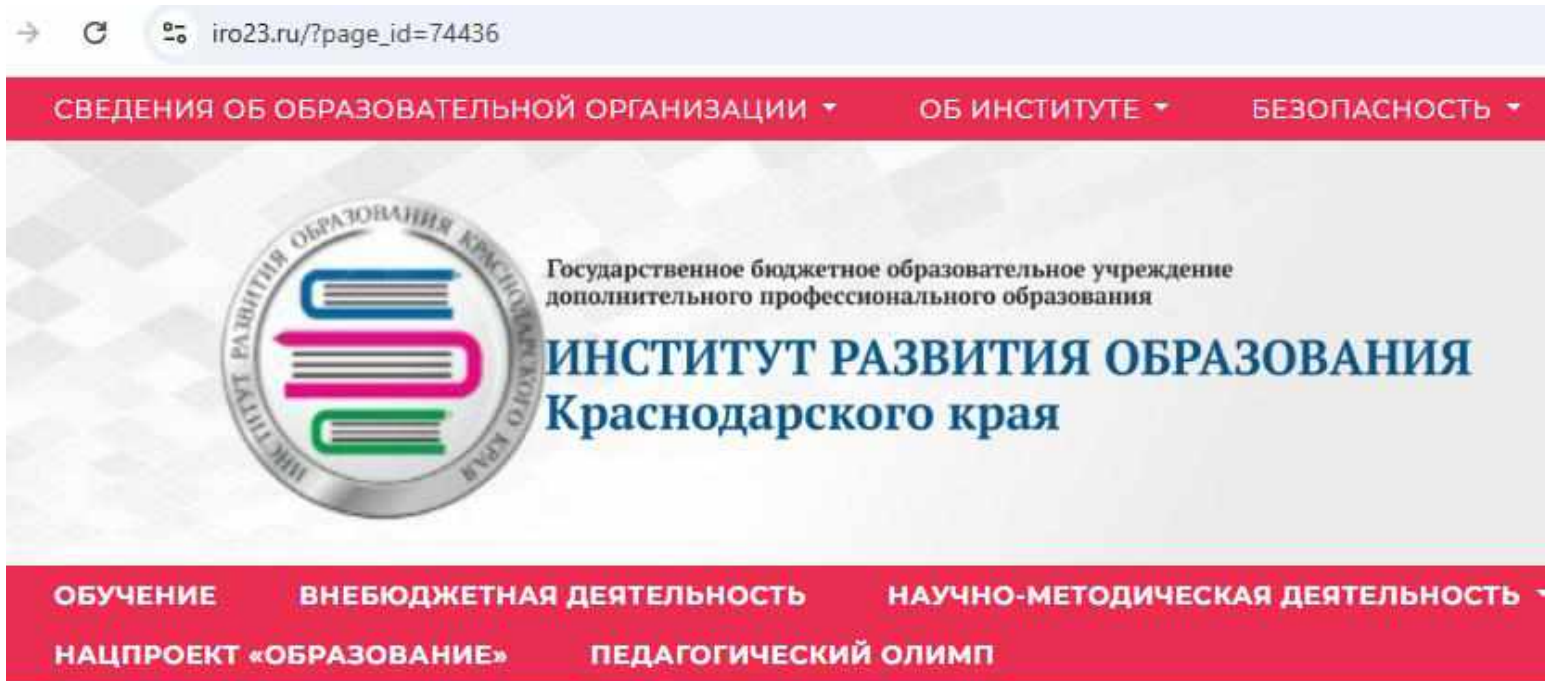 iro23.ru/?page_id=74436
СВЕДЕНИЯ ОБ ОБРАЗОВАТЕЛЬНОЙ ОРГАНИЗАЦИИ ОБ ИНСТИТУТЕ БЕЗОПАСНОСТЬ
ИНСТИТУТ РАЗВИТИЯ ОБРАЗОВАНИЯ КРАСНОДАРСКОГО КРАЯ
Государственное бюджетное образовательное учреждение
дополнительного профессионального образования
ИНСТИТУТ РАЗВИТИЯ ОБРАЗОВАНИЯ
Краснодарского края
ОБУЧЕНИЕ ВНЕБЮДЖЕТНАЯ ДЕЯТЕЛЬНОСТЬ НАУЧНО-МЕТОДИЧЕСКАЯ ДЕЯТЕЛЬНОСТЬ
НАЦПРОЕКТ «ОБРАЗОВАНИЕ» ПЕДАГОГИЧЕСКИЙ ОЛИМП